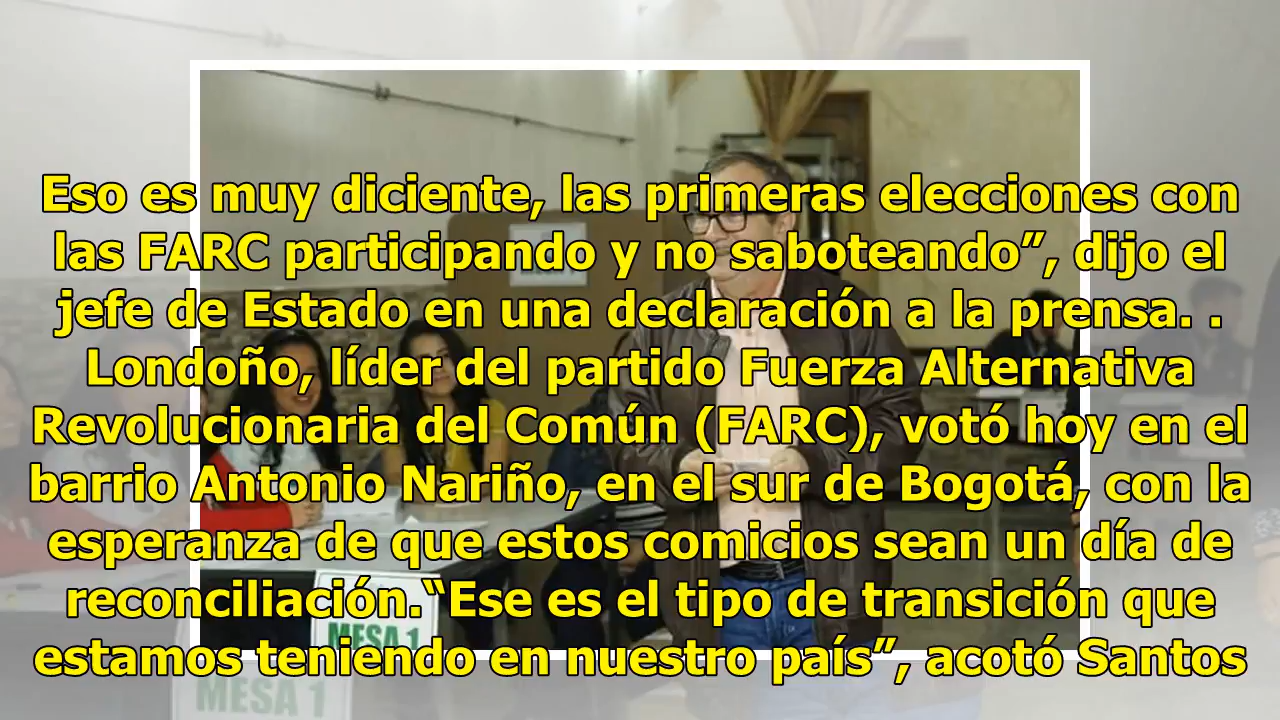 Eso es muy diciente, las primeras elecciones con
las FARC participando y no saboteando”, dijo el
jefe de Estado en una declaración a la prensa. .
Londoño, líder del partido Fuerza Alternativa
Revolucionaria del Común (FARC), votó hoy en el
barrio Antonio Nariño, en el sur de Bogotá, con la
esperanza de que estos comicios sean un día de
reconciliación.“Ese es el tipo de transición que
estamos teniendo en nuestro país”, acotó Santos
MESA 1
MESA 1